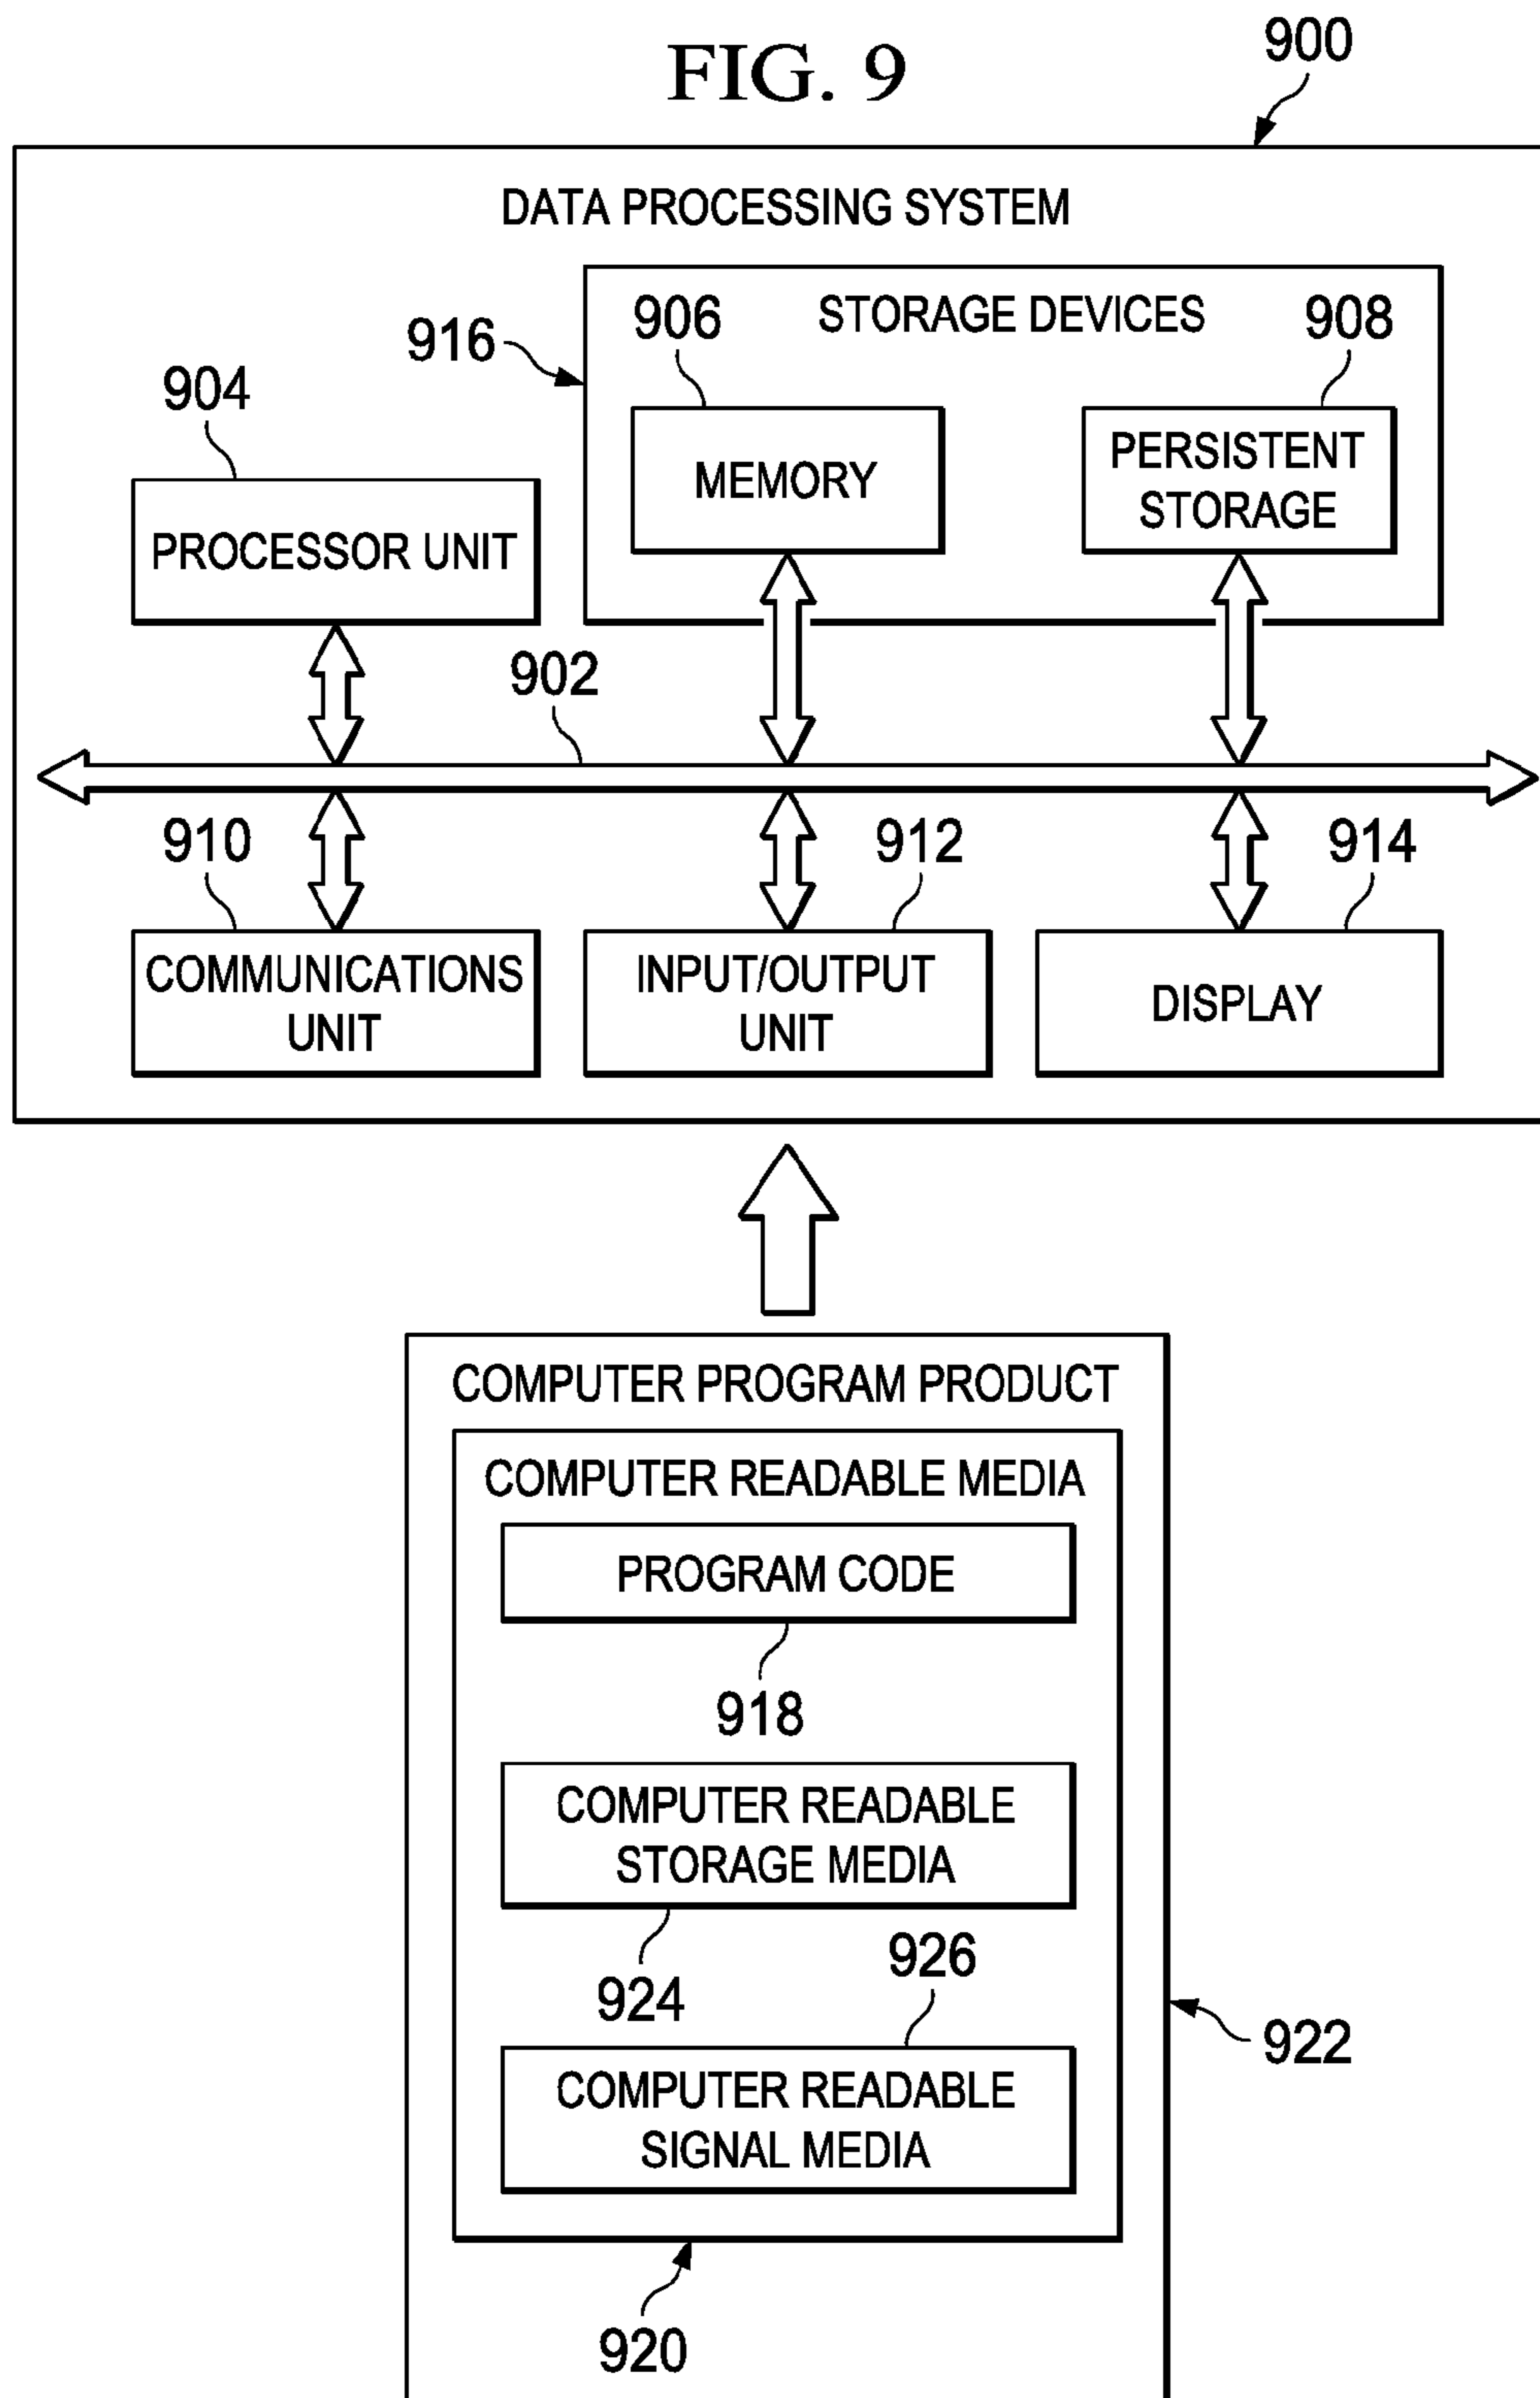 FIG. 9
900
DATA PROCESSING SYSTEM
STORAGE DEVICES
916
906
908
904
MEMORY
PERSISTENT
STORAGE
PROCESSOR UNIT
902
910
912
914
COMMUNICATIONS
UNIT
INPUT/OUTPUT
UNIT
DISPLAY
COMPUTER PROGRAM PRODUCT
COMPUTER READABLE MEDIA
PROGRAM CODE
918
COMPUTER READABLE
STORAGE MEDIA
924
926
COMPUTER READABLE
SIGNAL MEDIA
922
920